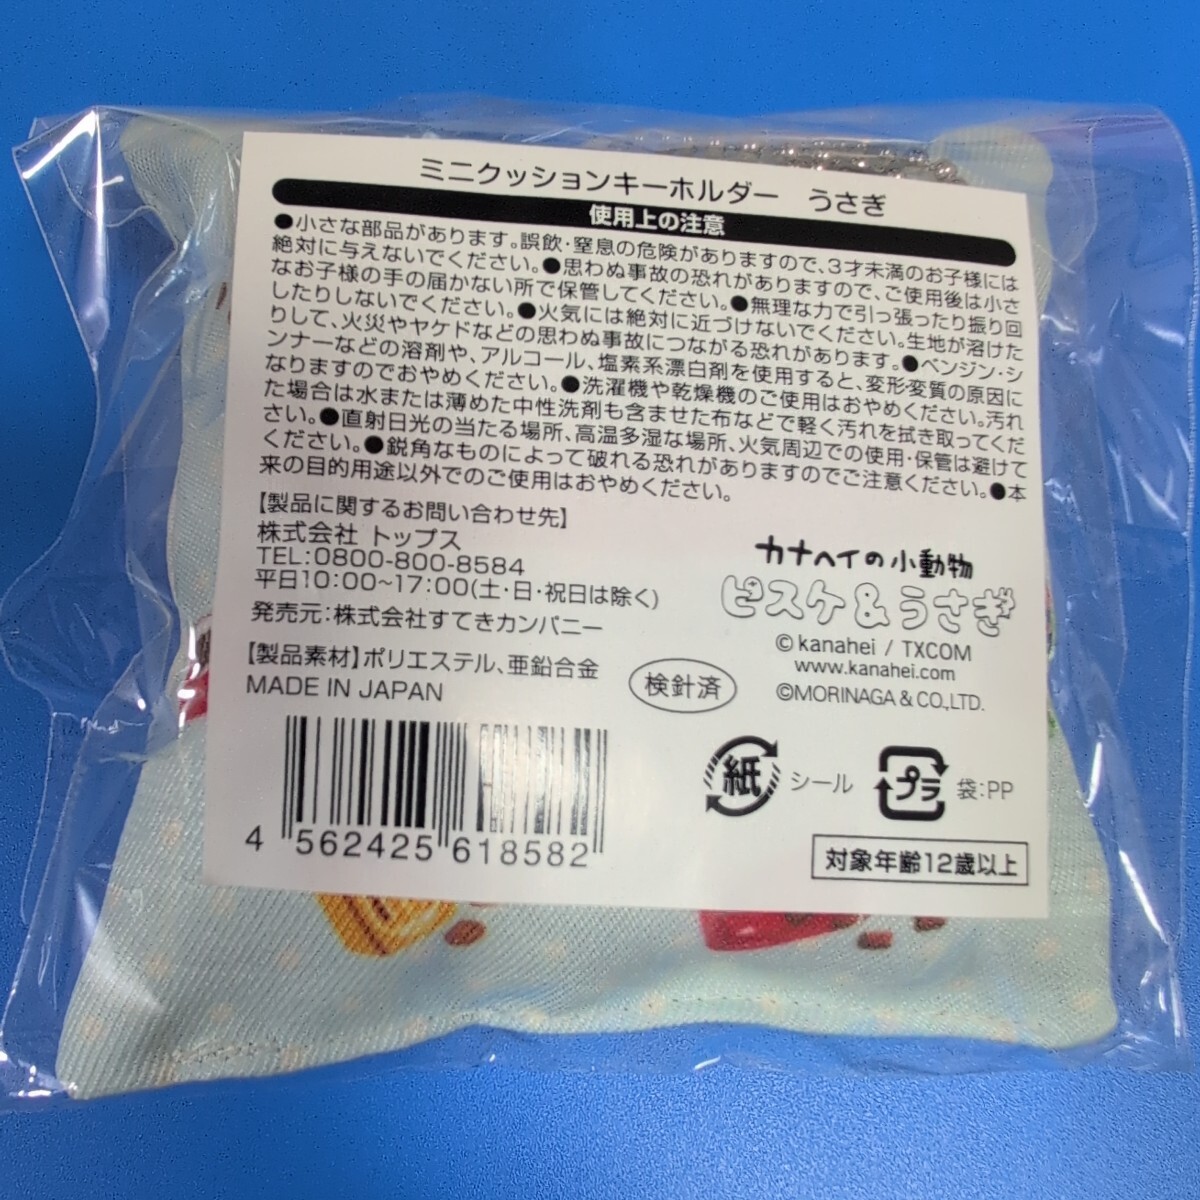 ミニクッションキーホルダー　うさぎ
使用上の注意
●小さな部品があります。誤飲・窒息の危険がありますので、3才未満のお子様には
絶対に与えないでください。●思わぬ事故の恐れがありますので、ご使用後は小さ
なお子様の手の届かない所で保管してください。●無理な力で引っ張ったり振り回
したりしないでください。●火気には絶対に近づけないでください。生地が溶けた
りして、火災やヤケドなどの思わぬ事故につながる恐れがあります。●ベンジン・シ
ンナーなどの溶剤や、アルコール、塩素系漂白剤を使用すると、変形変質の原因に
なりますのでおやめください。●洗濯機や乾燥機のご使用はおやめください。汚れ
た場合は水または薄めた中性洗剤も含ませた布などで軽く汚れを拭き取ってくだ
さい。●直射日光の当たる場所、高温多湿な場所、火気周辺での使用・保管は避けて
ください。●鋭角なものによって破れる恐れがありますのでご注意ください。●本
来の目的用途以外でのご使用はおやめください。
【製品に関するお問い合わせ先】
株式会社 トップス
TEL:0800-800-8584
平日10:00~17:00(土・日・祝日は除く)
発売元:株式会社すてきカンパニー
【製品素材】ポリエステル、亜鉛合金
MADE IN JAPAN
検針済
カナヘイの小動物
ピスケ&うさぎ
© kanahei / TXCOM
www.kanahei.com
©MORINAGA & CO.,LTD.
紙 シール
プラ 袋:PP
4 562425 618582
対象年齢12歳以上